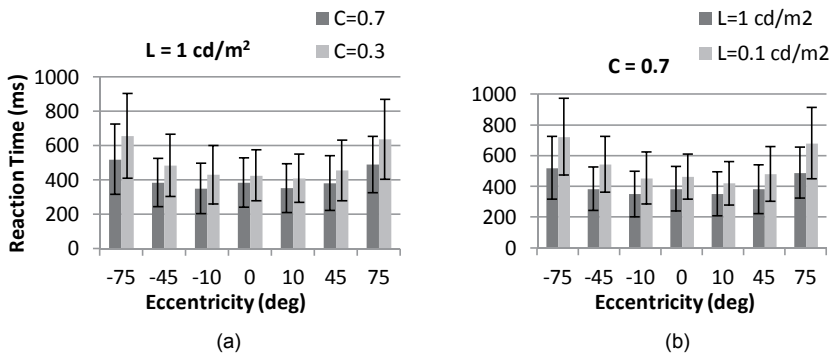 C=0.7
C=0.3
L = 1 cd/m²
1000
800
600
400
200
0
Reaction Time (ms)
-75 -45 -10 0 10 45 75
Eccentricity (deg)
(a)
L=1 cd/m2
L=0.1 cd/m2
C = 0.7
1000
800
600
400
200
0
-75 -45 -10 0 10 45 75
Eccentricity (deg)
(b)